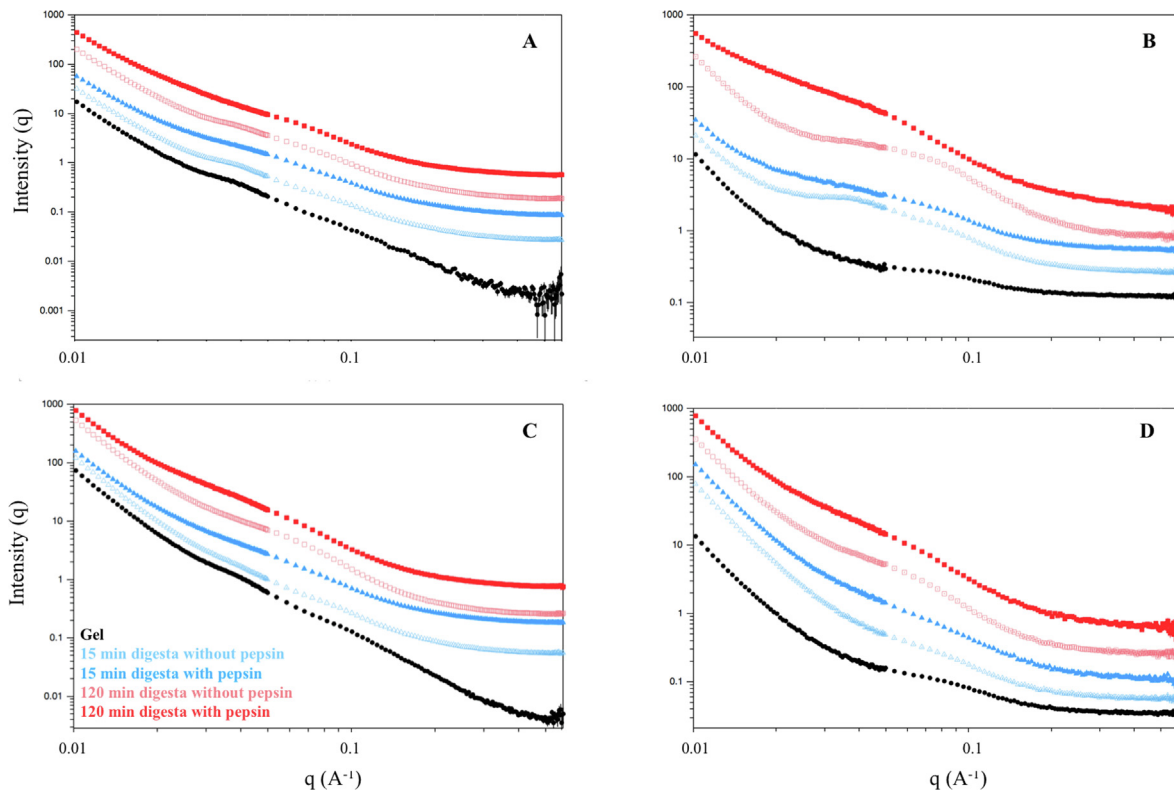 A
B
Intensity (q)
1000
100
10
1
0.1
0.01
0.001
0.01
0.1
1000
100
10
1
0.1
0.01
0.1
C
D
Intensity (q)
1000
100
10
1
0.1
0.01
Gel
15 min digesta without pepsin
15 min digesta with pepsin
120 min digesta without pepsin
120 min digesta with pepsin
0.01
0.1
q (A⁻¹)
1000
100
10
1
0.1
0.01
0.1
q (A⁻¹)